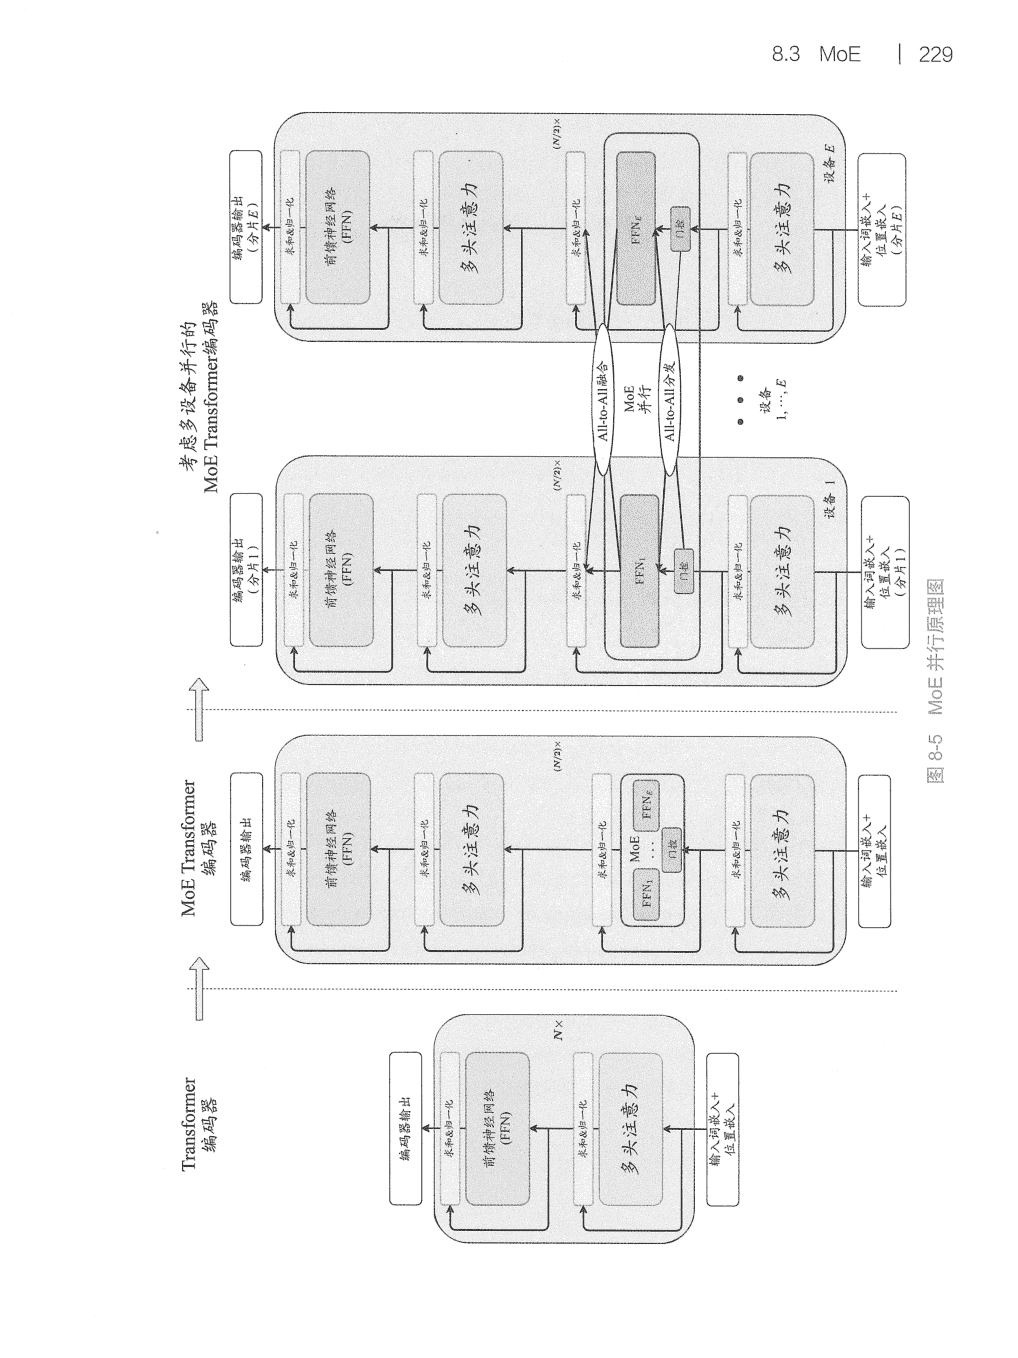 8.3 MoE | 229
Transformer
编码器
编码器输出
求和&归一化
前馈神经网络
(FFN)
N×
求和&归一化
多头注意力
输入词嵌入+
位置嵌入
MoE Transformer
编码器
编码器输出
求和&归一化
前馈神经网络
(FFN)
求和&归一化
多头注意力
(N/2)×
求和&归一化
MoE
FFN₁ ··· FFN_E
门控
求和&归一化
多头注意力
输入词嵌入+
位置嵌入
考虑多设备并行的
MoE Transformer编码器
编码器输出
(分片1)
求和&归一化
前馈神经网络
(FFN)
求和&归一化
多头注意力
(N/2)×
求和&归一化
FFN₁
门控
求和&归一化
多头注意力
设备 1
输入词嵌入+
位置嵌入
(分片1)
All-to-All融合
MoE
并行
All-to-All分发
设备
1, ···, E
编码器输出
(分片E)
求和&归一化
前馈神经网络
(FFN)
求和&归一化
多头注意力
(N/2)×
求和&归一化
FFN_E
门控
求和&归一化
多头注意力
设备 E
输入词嵌入+
位置嵌入
(分片E)
图 8-5 MoE 并行原理图